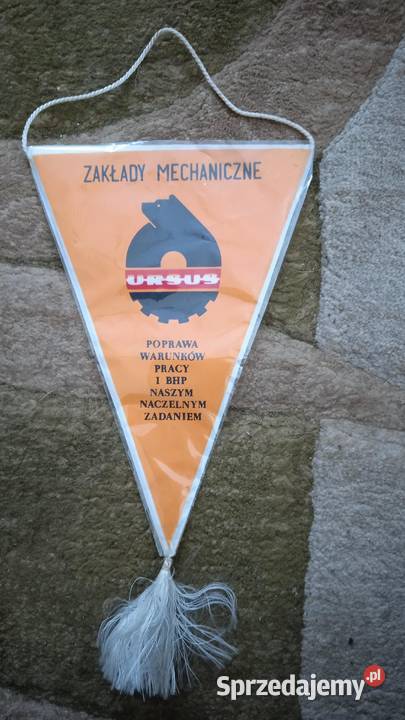 ZAKŁADY MECHANICZNE
URSUS
POPRAWA
WARUNKÓW
PRACY
I BHP
NASZYM
NACZELNYM
ZADANIEM
Sprzedajemy.pl